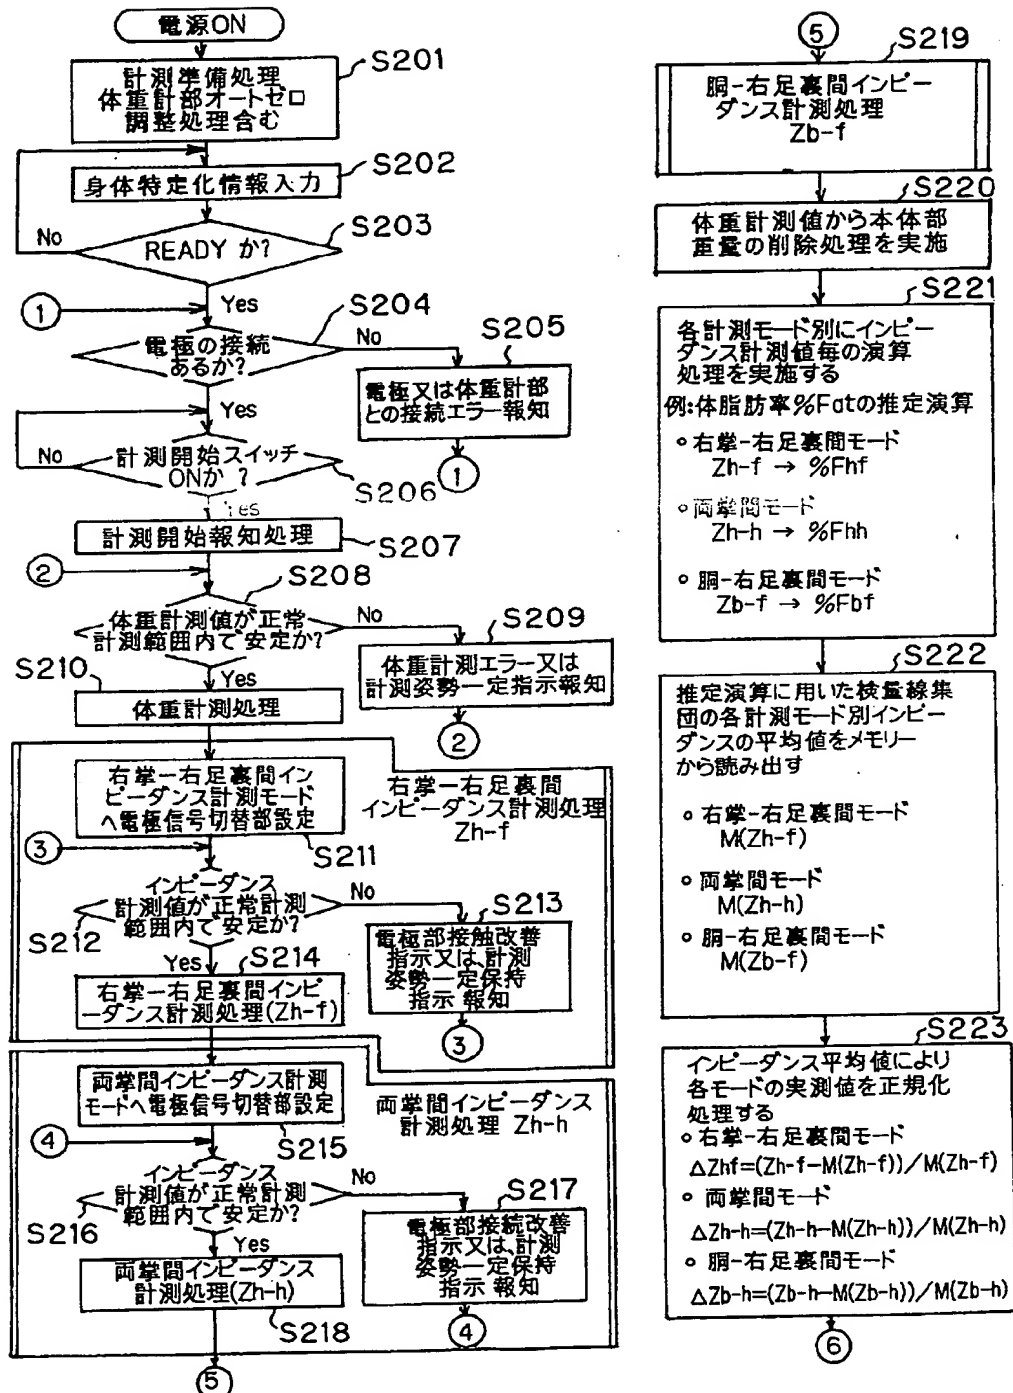 電源ON
S201
計測準備処理
体重計部オートゼロ
調整処理含む
S202
身体特定化情報入力
S203
READYか?
No
Yes
①
S204
電極の接続
あるか?
No
Yes
S205
電極又は体重計部
との接続エラー報知
①
計測開始スイッチ
ONか?
No
S206
Yes
計測開始報知処理
S207
②
S208
体重計測値が正常
計測範囲内で安定か?
No
Yes
S209
体重計測エラー又は
計測姿勢一定指示報知
②
S210
体重計測処理
右掌ー右足裏間
インピーダンス計測処理
Zh-f
右掌ー右足裏間イン
ピーダンス計測モード
へ電極信号切替部設定
S211
③
インピーダンス
計測値が正常計測
範囲内で安定か?
S212
No
Yes
S213
電極部接触改善
指示又は、計測
姿勢一定保持
指示 報知
③
S214
右掌ー右足裏間インピ
ーダンス計測処理(Zh-f)
両掌間インピーダンス
計測処理 Zh-h
両掌間インピーダンス計測
モードへ電極信号切替部設定
S215
④
インピーダンス
計測値が正常計測
範囲内で安定か?
S216
No
Yes
S217
電極部接続改善
指示又は、計測
姿勢一定保持
指示 報知
④
両掌間インピーダンス
計測処理(Zh-h)
S218
⑤
⑤
S219
胴-右足裏間インピー
ダンス計測処理
Zb-f
S220
体重計測値から本体部
重量の削除処理を実施
S221
各計測モード別にインピー
ダンス計測値毎の演算
処理を実施する
例:体脂肪率%Fatの推定演算
○右掌-右足裏間モード
Zh-f → %Fhf
○両掌間モード
Zh-h → %Fhh
○胴-右足裏間モード
Zb-f → %Fbf
S222
推定演算に用いた検量線集
団の各計測モード別インピー
ダンスの平均値をメモリー
から読み出す
○右掌-右足裏間モード
M(Zh-f)
○両掌間モード
M(Zh-h)
○胴-右足裏間モード
M(Zb-f)
S223
インピーダンス平均値により
各モードの実測値を正規化
処理する
○右掌-右足裏間モード
△Zhf=(Zh-f-M(Zh-f))/M(Zh-f)
○両掌間モード
△Zh-h=(Zh-h-M(Zh-h))/M(Zh-h)
○胴-右足裏間モード
△Zb-h=(Zb-h-M(Zb-h))/M(Zb-h)
⑥